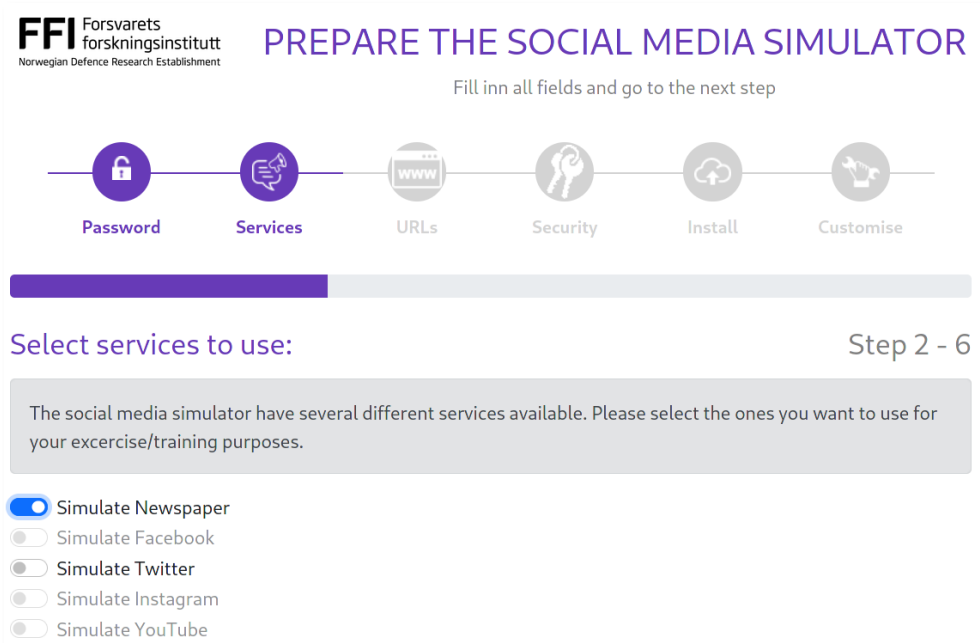 FFI Forsvarets
forskningsinstitutt
Norwegian Defence Research Establishment
PREPARE THE SOCIAL MEDIA SIMULATOR
Fill inn all fields and go to the next step
www
Password Services URLs Security Install Customise
Select services to use: Step 2 - 6
The social media simulator have several different services available. Please select the ones you want to use for
your excercise/training purposes.
Simulate Newspaper
Simulate Facebook
Simulate Twitter
Simulate Instagram
Simulate YouTube